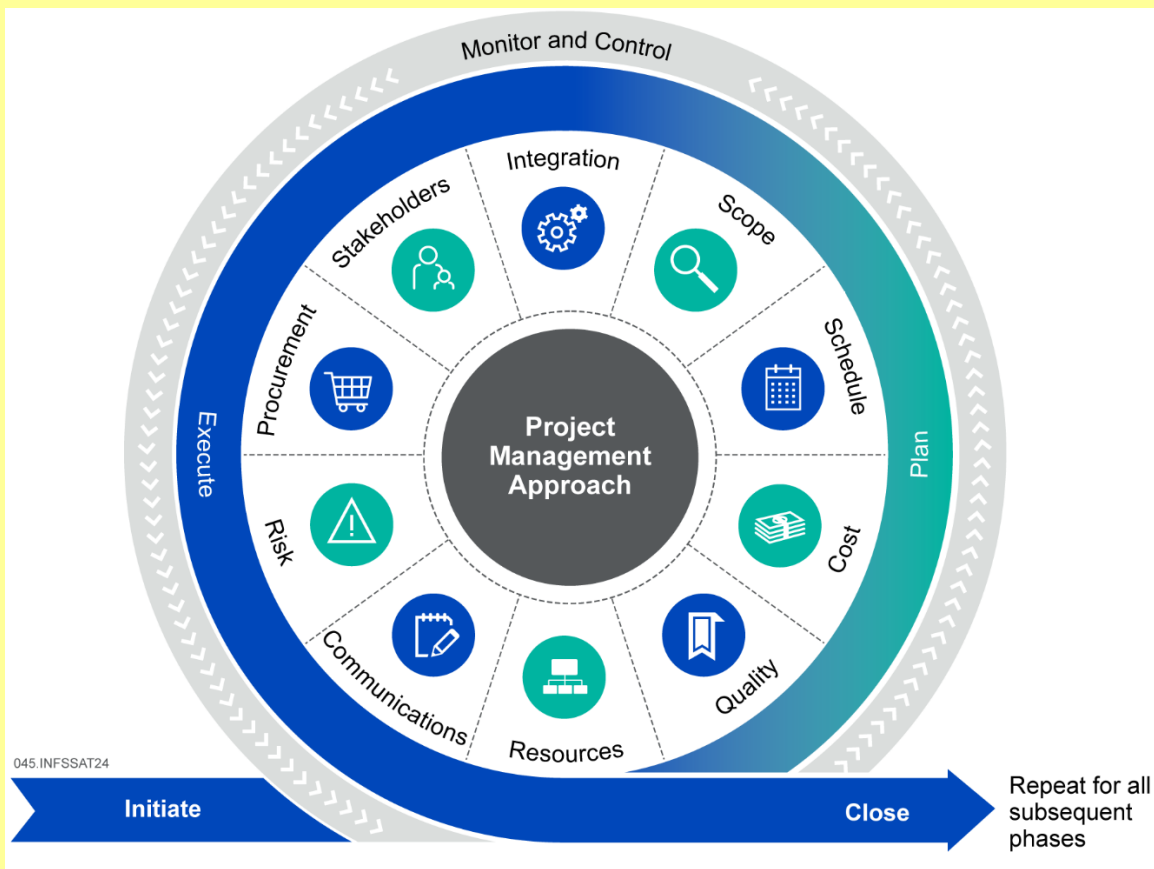 Monitor and Control
Integration
Scope
Schedule
Cost
Quality
Resources
Communications
Risk
Procurement
Stakeholders
Project
Management
Approach
Execute
Plan
045.INFSSAT24
Initiate
Close
Repeat for all
subsequent
phases